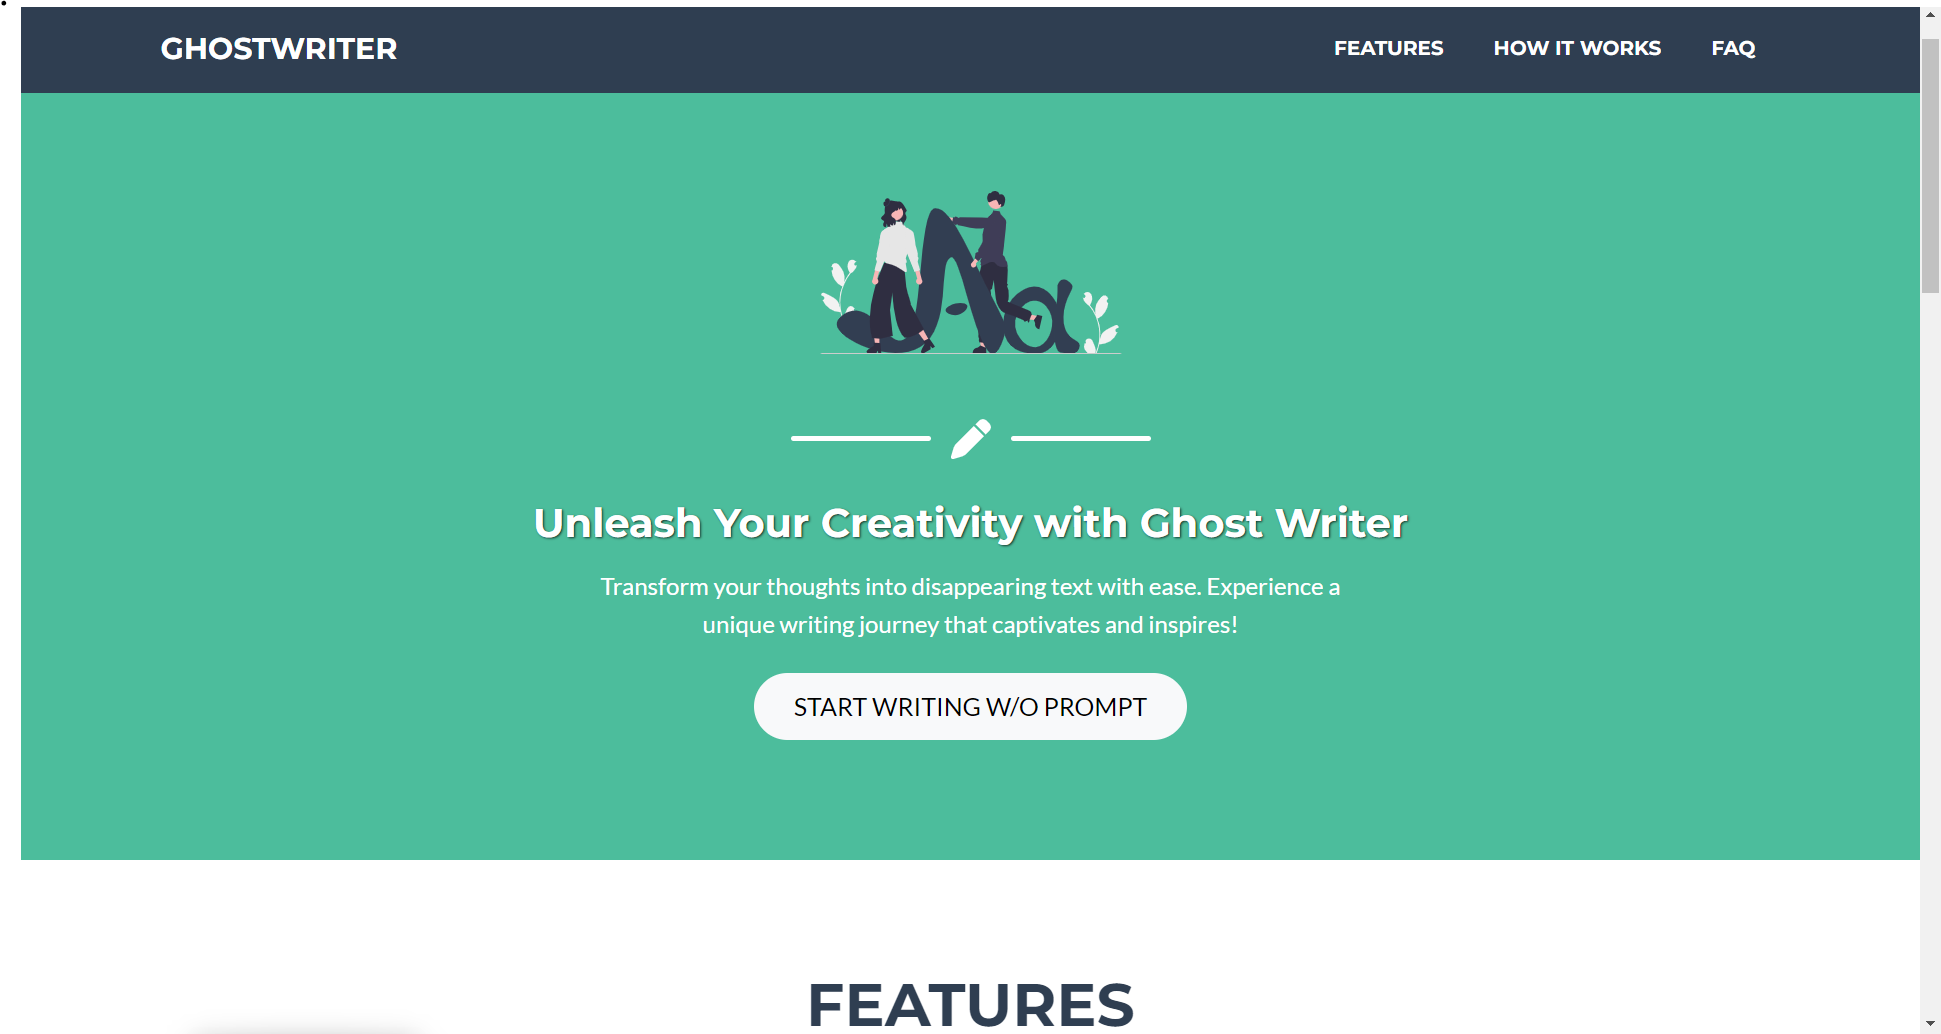 GHOSTWRITER
FEATURES
HOW IT WORKS
FAQ
Aa
Unleash Your Creativity with Ghost Writer
Transform your thoughts into disappearing text with ease. Experience a
unique writing journey that captivates and inspires!
START WRITING W/O PROMPT
FEATURES